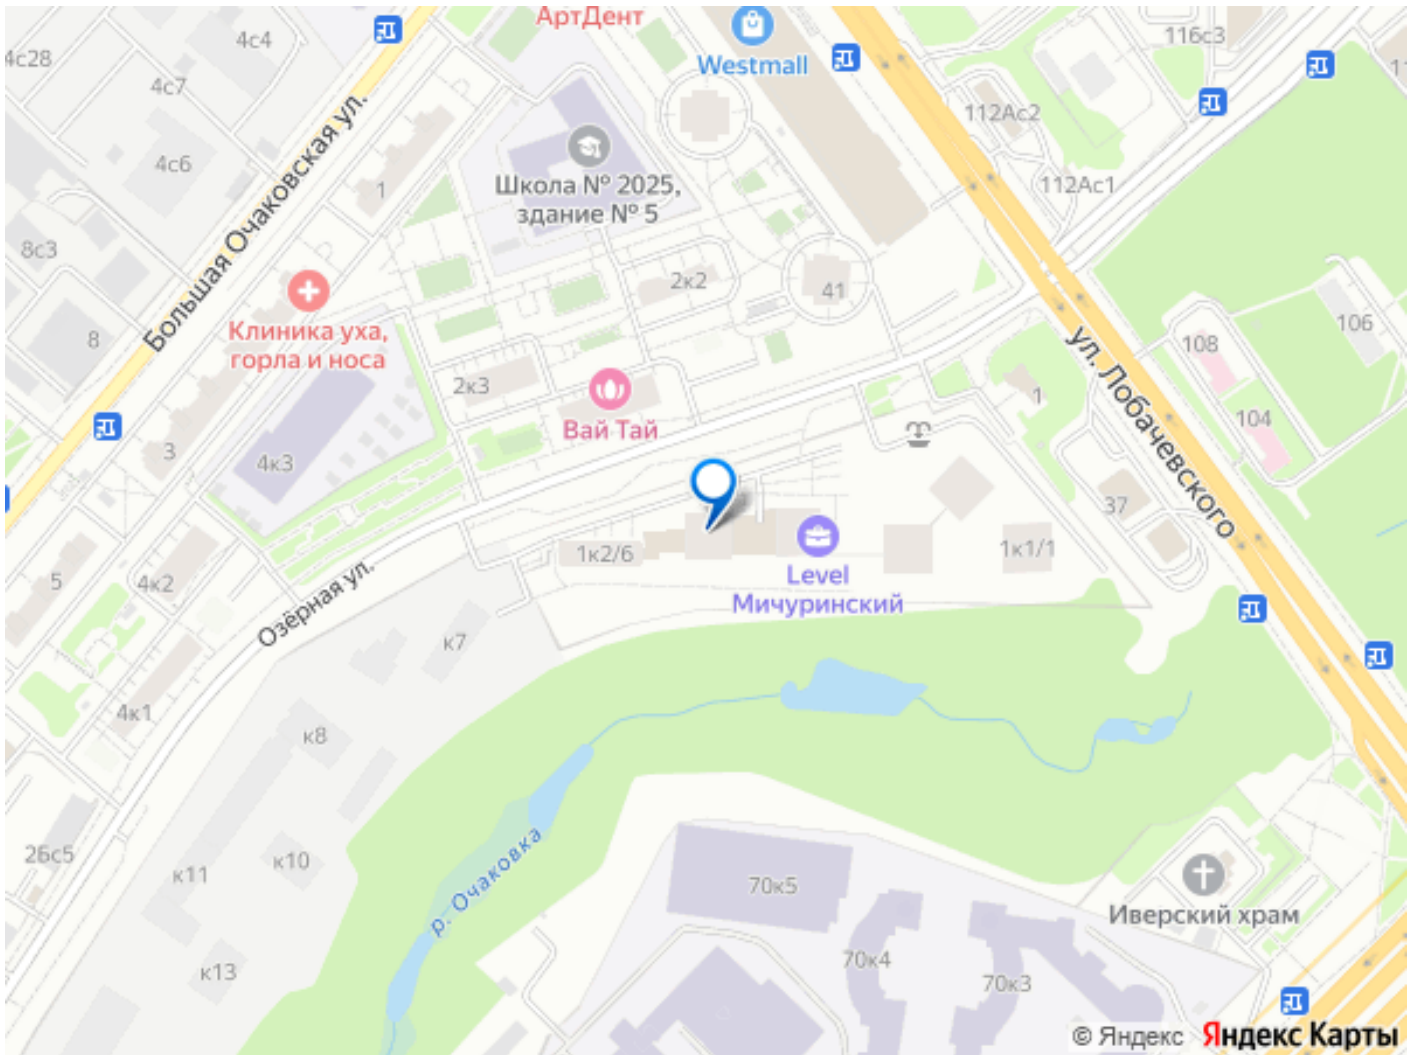 АртДент
4с28
4с4
116с3
Westmall
4с7
112Ас2
4с6
Большая Очаковская ул.
1
Школа № 2025,
здание № 5
112Ас1
8с3
2к2
41
8
Клиника уха,
горла и носа
106
108
ул. Лобачевского
2к3
1
Вай Тай
104
3
4к3
37
1к2/6
1к1/1
Level
Мичуринский
5
4к2
Озёрная ул.
к7
4к1
к8
26с5
к11
к10
р. Очаковка
70к5
Иверский храм
к13
70к4
70к3
© Яндекс Яндекс Карты